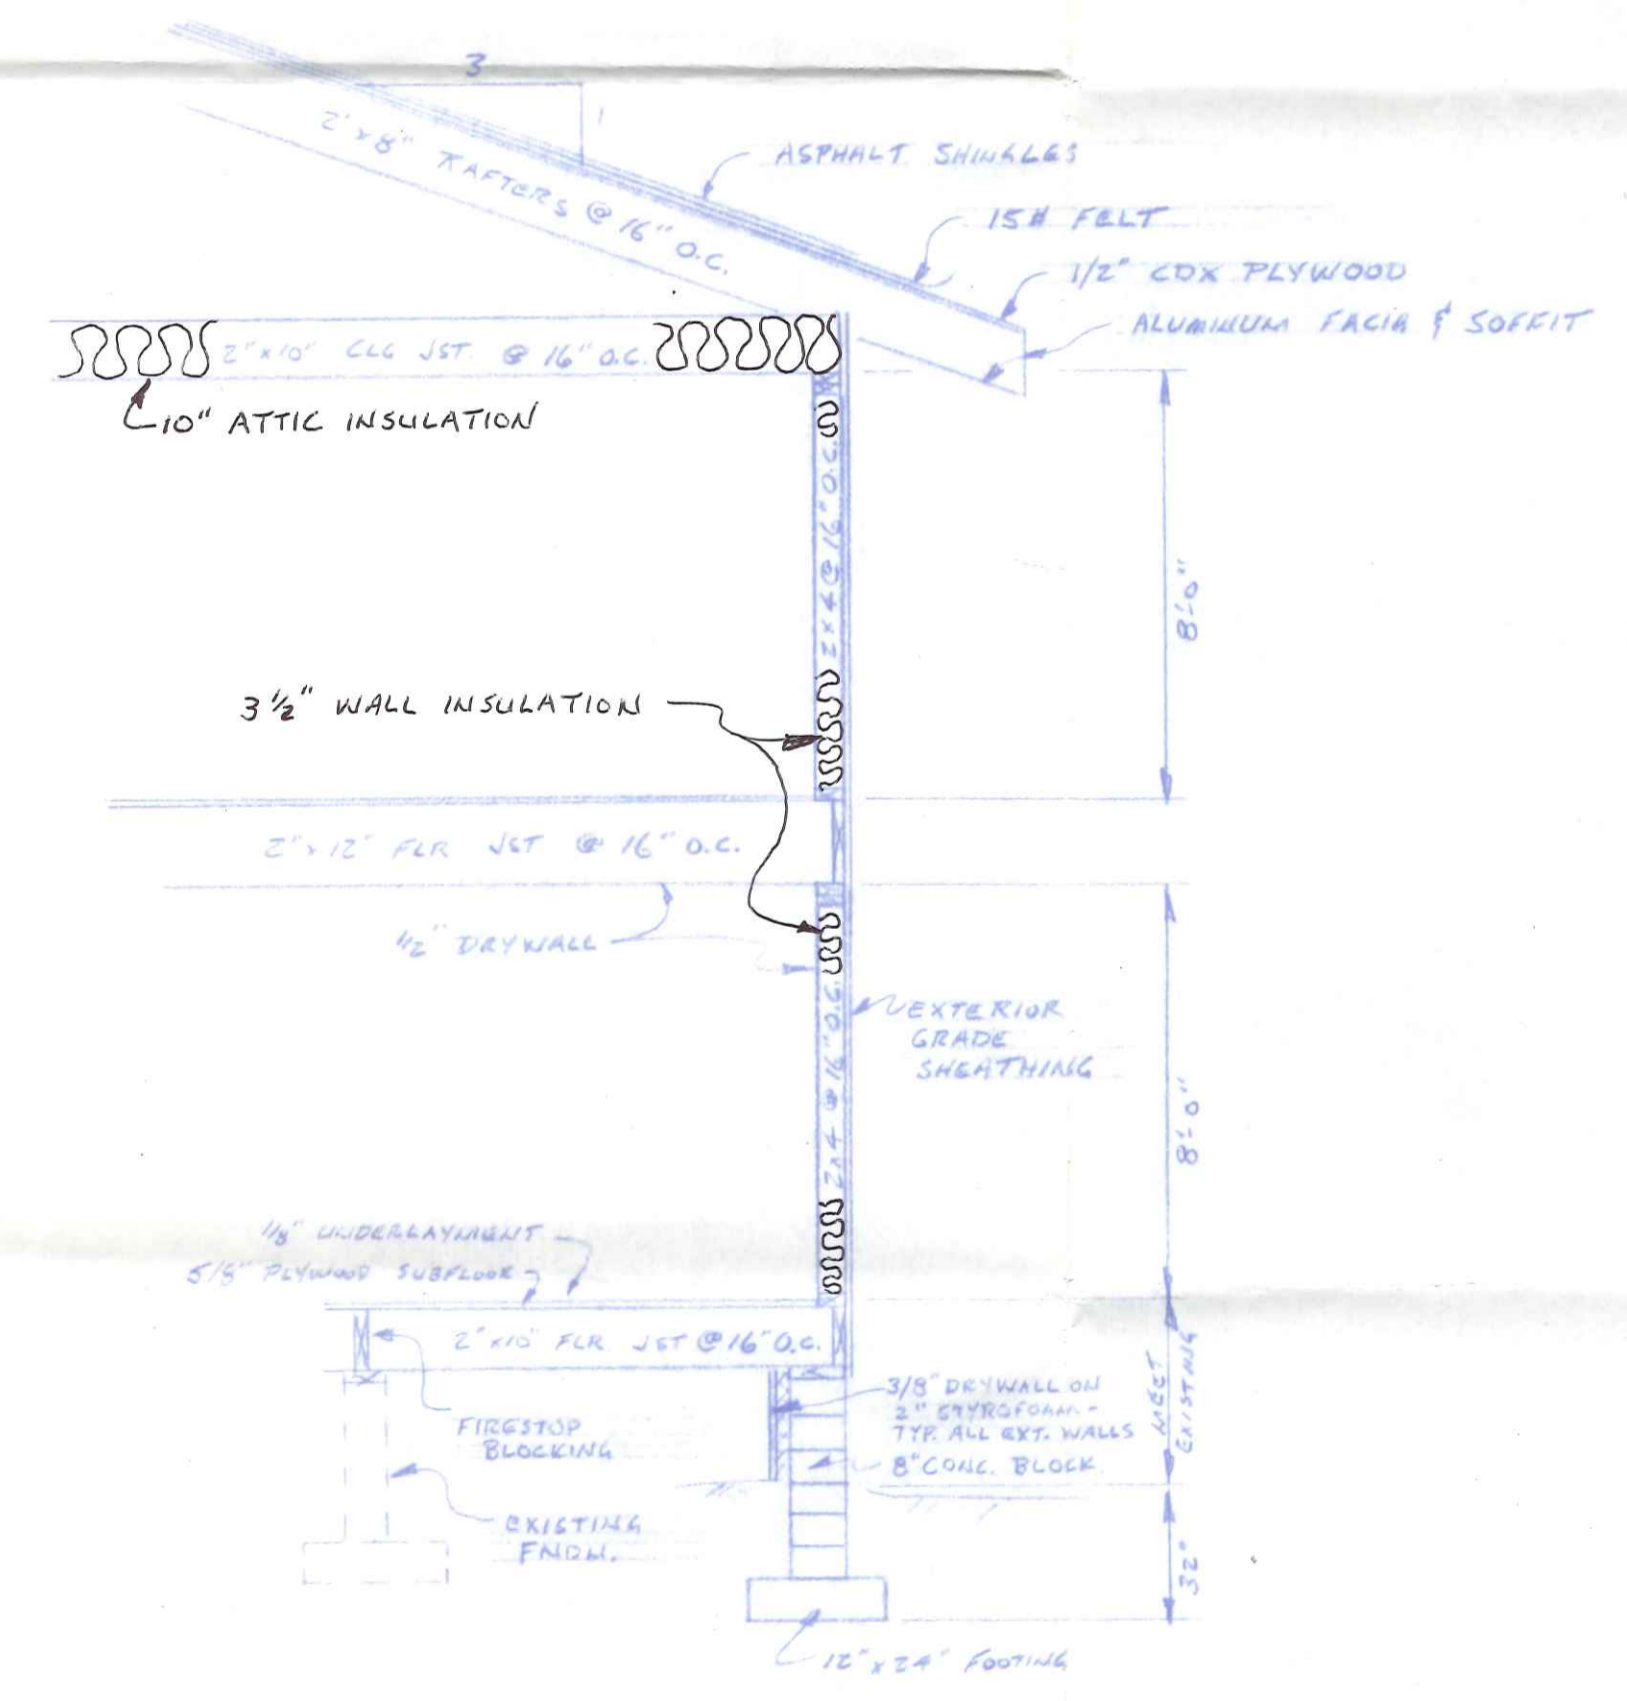 3
1
2"x8" RAFTERS @ 16" O.C.
ASPHALT SHINGLES
15# FELT
1/2" CDX PLYWOOD
ALUMINUM FACIA & SOFFIT
2"x10" CLG JST. @ 16" O.C.
10" ATTIC INSULATION
2x4 @ 16" O.C.
8'-0"
3 1/2" WALL INSULATION
2"x12" FLR JST @ 16" O.C.
1/2" DRYWALL
EXTERIOR
GRADE
SHEATHING
2x4 @ 16" O.C.
8'-0"
1/8" UNDERLAYMENT
5/8" PLYWOOD SUBFLOOR
2"x10" FLR. JST @ 16" O.C.
MEET
EXISTING
3/8" DRYWALL ON
2" STYROFOAM -
TYP. ALL EXT. WALLS
8" CONC. BLOCK
FIRESTOP
BLOCKING
EXISTING
FNDN.
32"
12" x 24" FOOTING